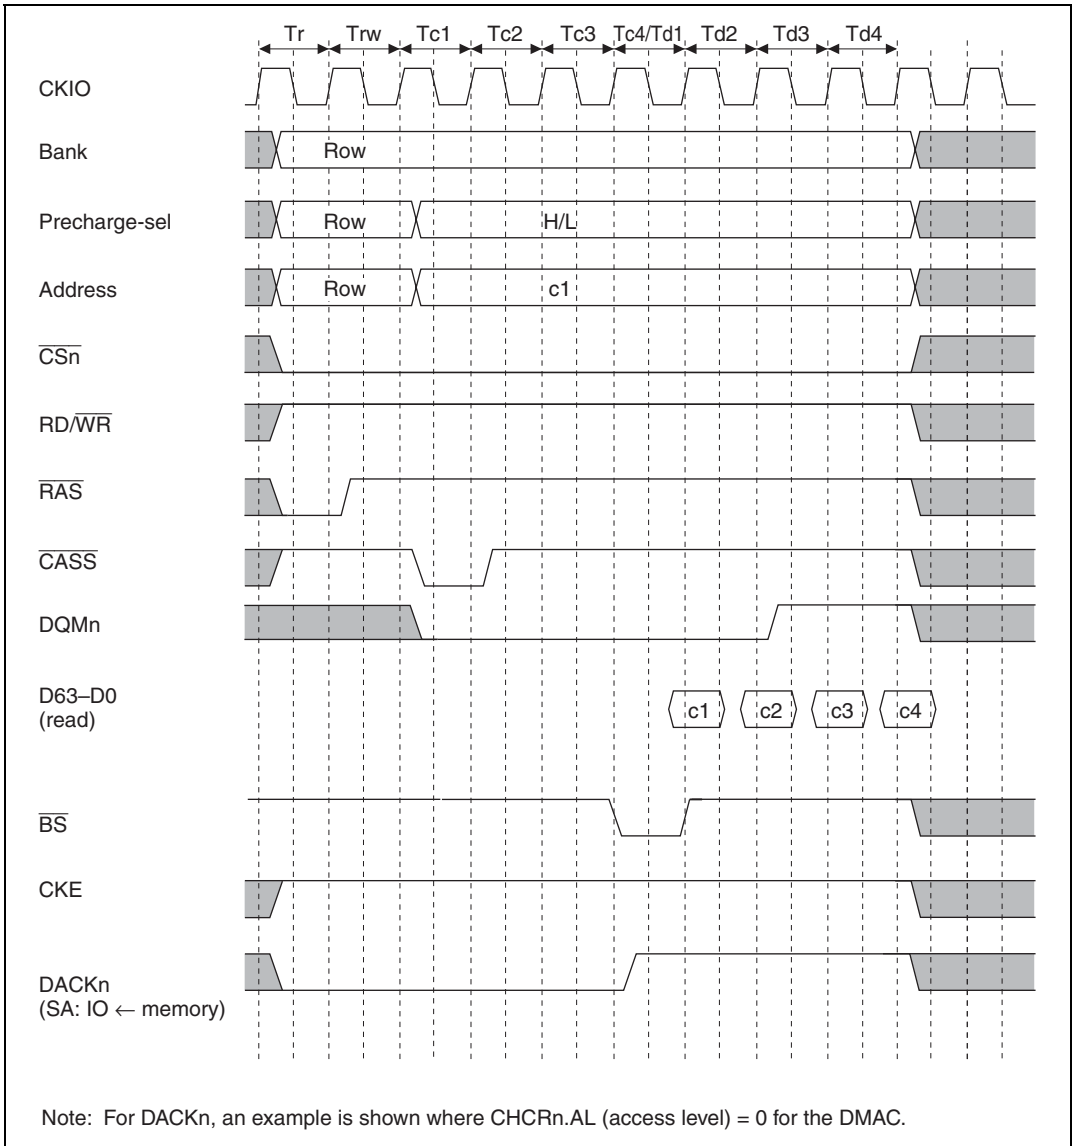 Tr Trw Tc1 Tc2 Tc3 Tc4/Td1 Td2 Td3 Td4
CKIO
Bank Row
Precharge-sel Row H/L
Address Row c1
CSn
RD/WR
RAS
CASS
DQMn
D63–D0
(read)
c1 c2 c3 c4
BS
CKE
DACKn
(SA: IO ← memory)
Note: For DACKn, an example is shown where CHCRn.AL (access level) = 0 for the DMAC.